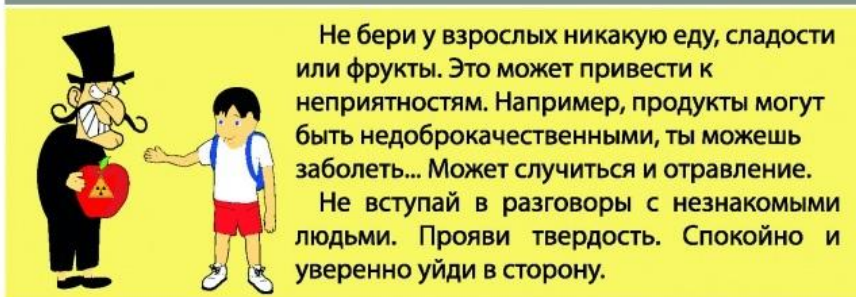 Не бери у взрослых никакую еду, сладости
или фрукты. Это может привести к
неприятностям. Например, продукты могут
быть недоброкачественными, ты можешь
заболеть... Может случиться и отравление.
Не вступай в разговоры с незнакомыми
людьми. Прояви твердость. Спокойно и
уверенно уйди в сторону.